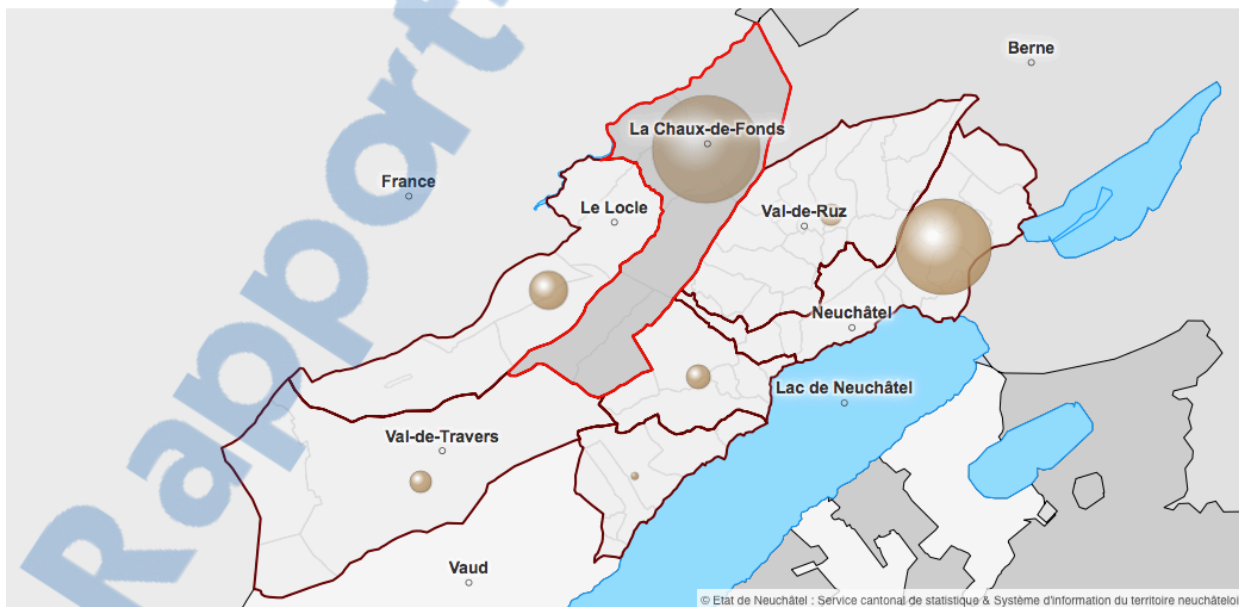 Rapport
Berne
La Chaux-de-Fonds
France
Le Locle
Val-de-Ruz
Neuchâtel
Lac de Neuchâtel
Val-de-Travers
Vaud
© Etat de Neuchâtel : Service cantonal de statistique & Système d'information du territoire neuchâteloi